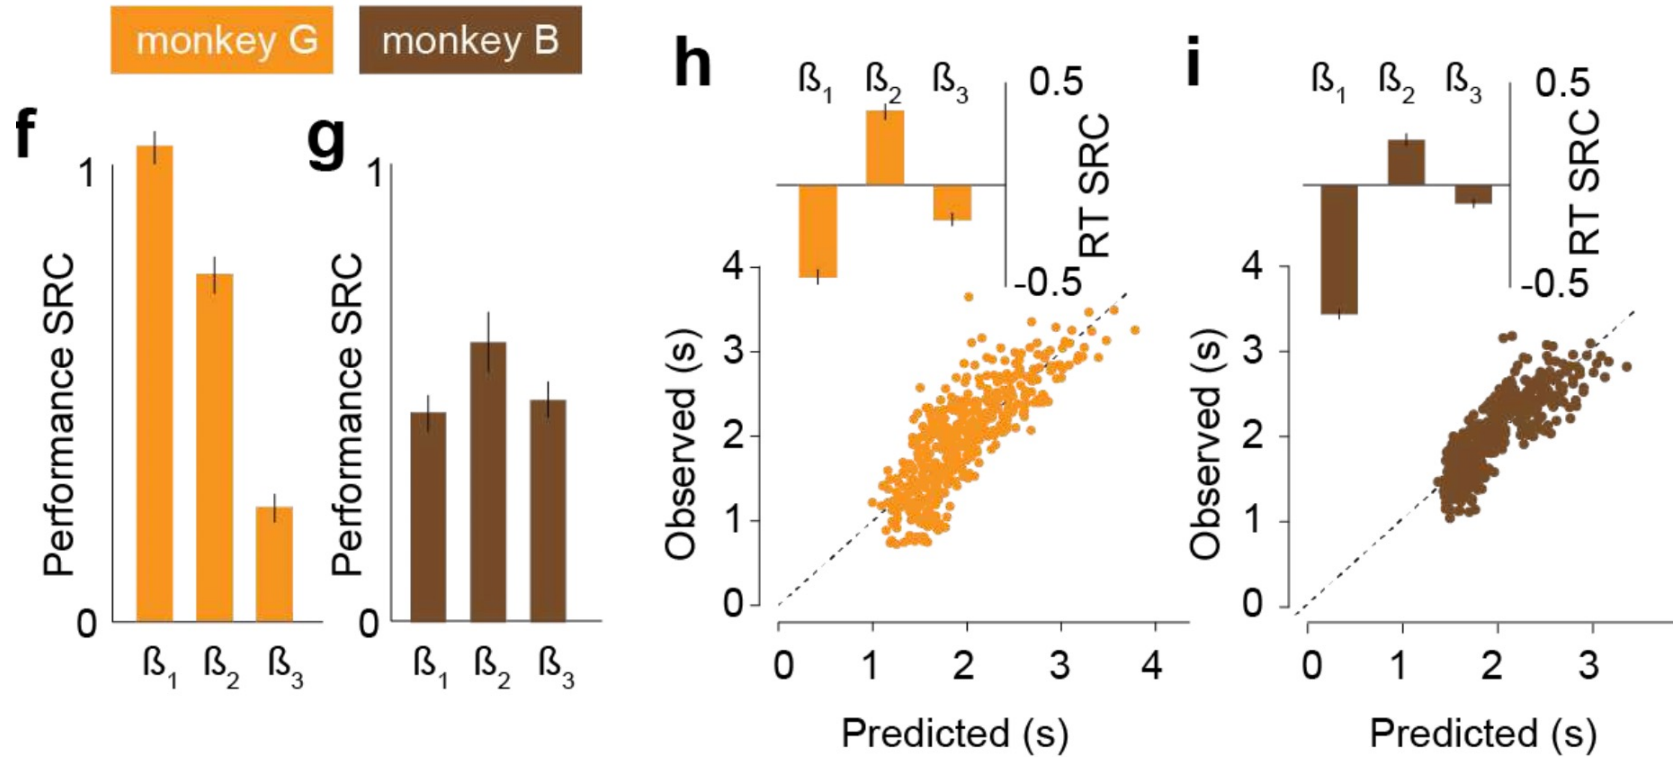 monkey G
monkey B
f
1
Performance SRC
0
ß1 ß2 ß3
g
1
Performance SRC
0
ß1 ß2 ß3
h
ß1 ß2 ß3
0.5
RT SRC
-0.5
4
3
2
1
0
Observed (s)
0 1 2 3 4
Predicted (s)
i
ß1 ß2 ß3
0.5
RT SRC
-0.5
4
3
2
1
0
Observed (s)
0 1 2 3
Predicted (s)